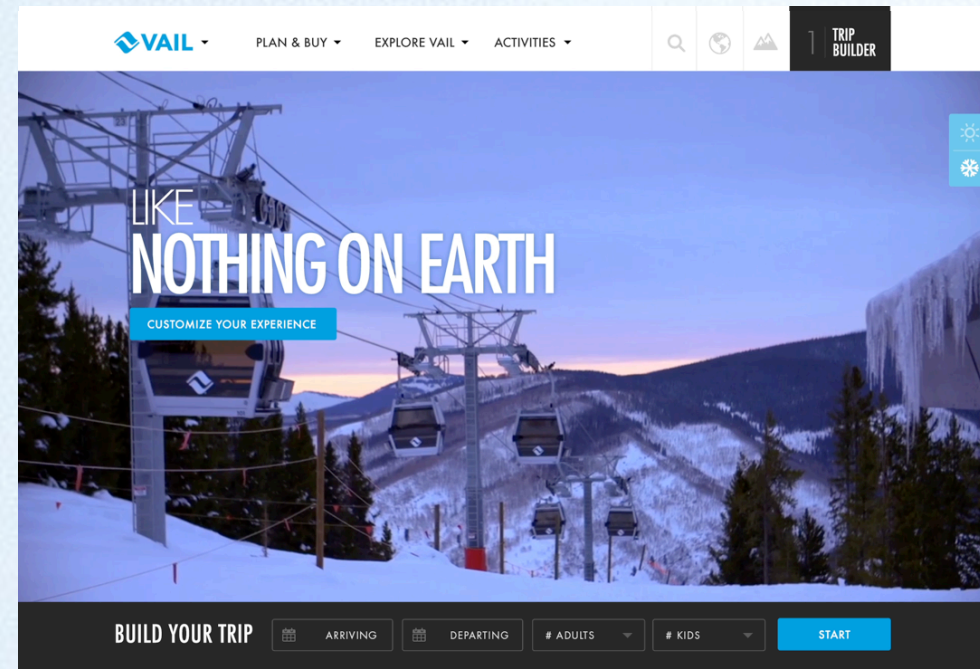 VAIL
PLAN & BUY
EXPLORE VAIL
ACTIVITIES
1
TRIP
BUILDER
LIKE
NOTHING ON EARTH
CUSTOMIZE YOUR EXPERIENCE
BUILD YOUR TRIP
ARRIVING
DEPARTING
# ADULTS
# KIDS
START